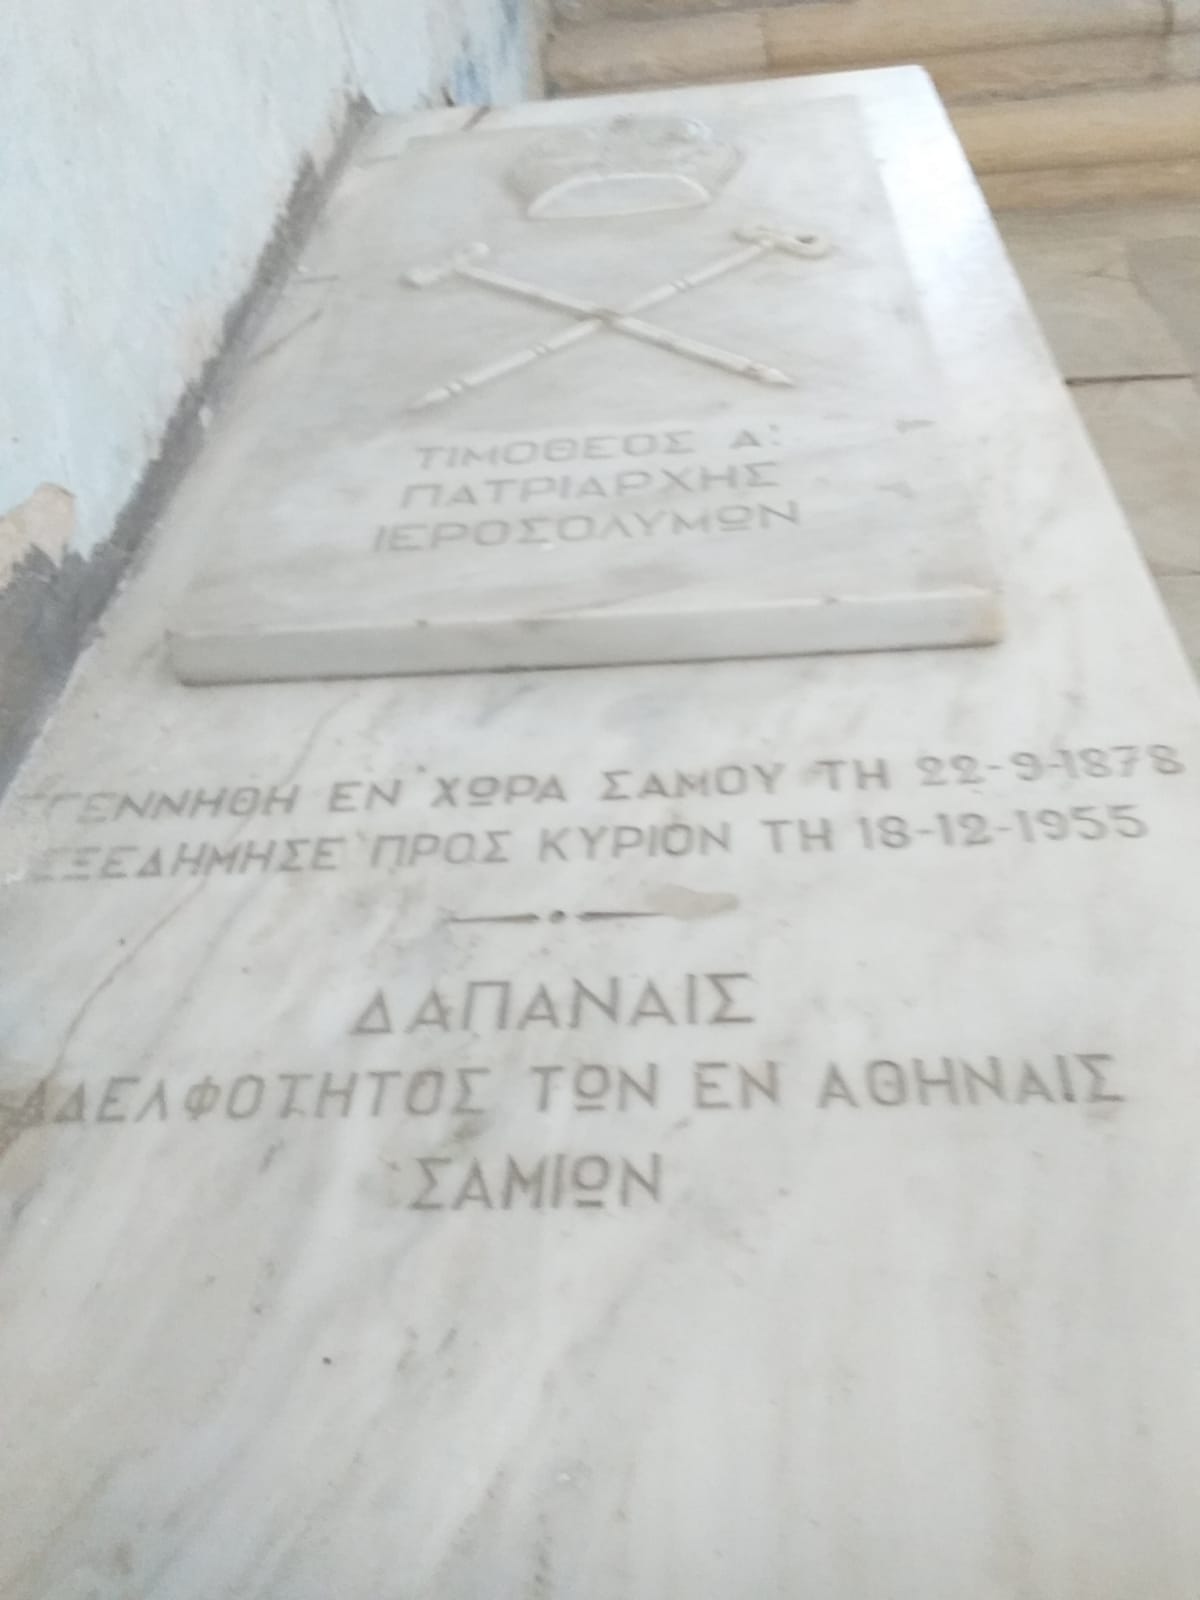 ΤΙΜΟΘΕΟΣ Α'.
ΠΑΤΡΙΑΡΧΗΣ
ΙΕΡΟΣΟΛΥΜΩΝ
ΕΓΕΝΝΗΘΗ ΕΝ ΧΩΡΑ ΣΑΜΟΥ ΤΗ 22-9-1878
ΕΞΕΔΗΜΗΣΕ ΠΡΟΣ ΚΥΡΙΟΝ ΤΗ 18-12-1955
ΔΑΠΑΝΑΙΣ
ΑΔΕΛΦΟΤΗΤΟΣ ΤΩΝ ΕΝ ΑΘΗΝΑΙΣ
ΣΑΜΙΩΝ